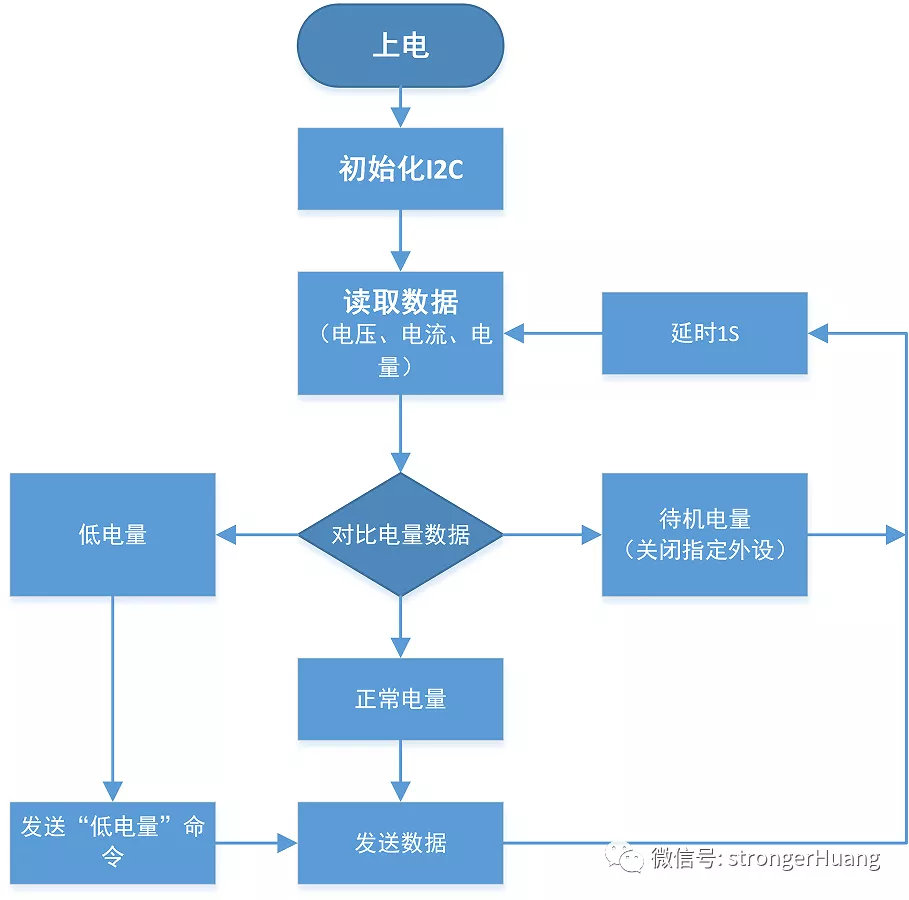 上电
初始化I2C
读取数据
（电压、电流、电
量）
延时1S
低电量
对比电量数据
待机电量
（关闭指定外设）
正常电量
发送“低电量”命
令
发送数据
微信号: strongerHuang